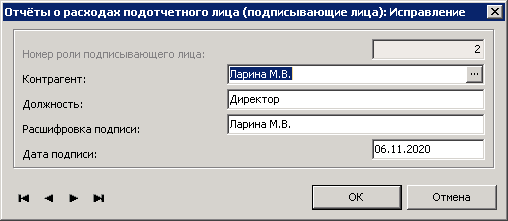 Отчёты о расходах подотчетного лица (подписывающие лица): Исправление
Номер роли подписывающего лица: 2
Контрагент: Ларина М.В. ...
Должность: Директор
Расшифровка подписи: Ларина М.В.
Дата подписи: 06.11.2020
OK Отмена